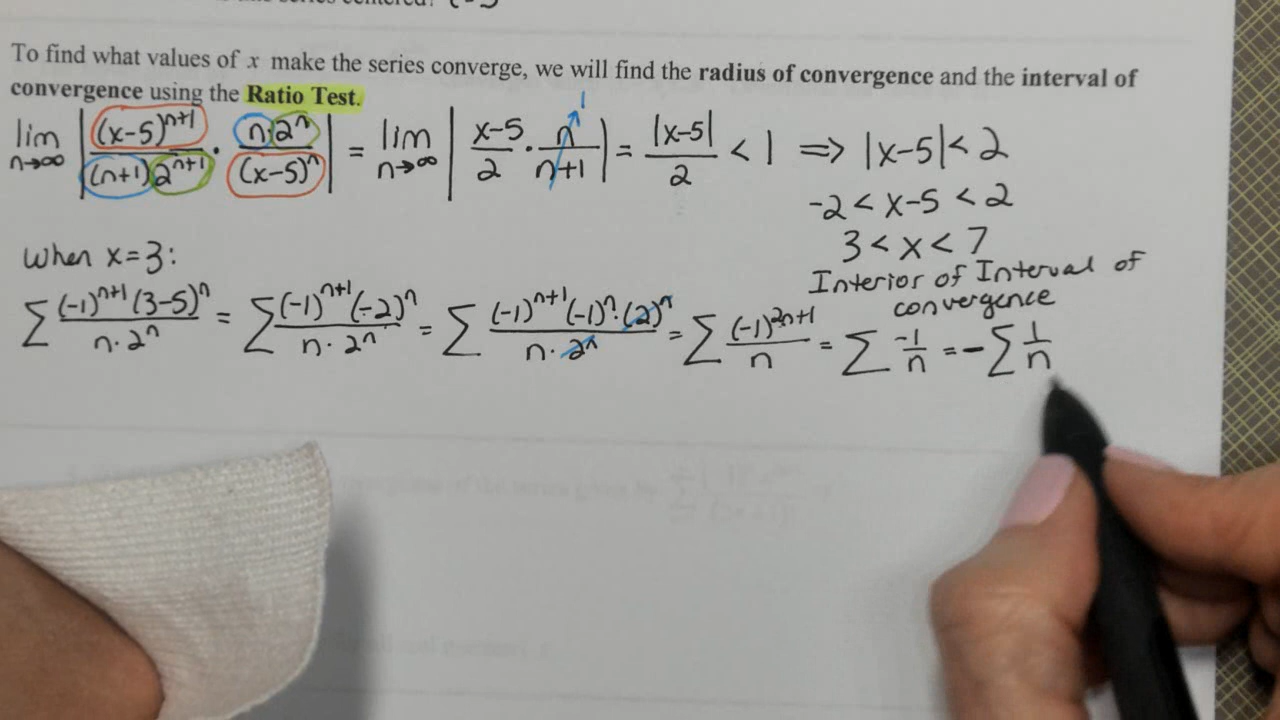 series centered?
To find what values of x make the series converge, we will find the radius of convergence and the interval of
convergence using the Ratio Test.
lim n→∞ |(x-5)^(n+1) / ((n+1)2^(n+1)) · n·2^n / (x-5)^n| = lim n→∞ |(x-5)/2 · n/(n+1)| = |x-5|/2 < 1 ⇒ |x-5| < 2
1
-2 < x-5 < 2
3 < x < 7
Interior of Interval of
convergence
When x=3:
∑ (-1)^(n+1) (3-5)^n / (n·2^n) = ∑ (-1)^(n+1) (-2)^n / (n·2^n) = ∑ (-1)^(n+1) (-1)^n · (2)^n / (n·2^n) = ∑ (-1)^(2n+1) / n = ∑ -1/n = -∑ 1/n